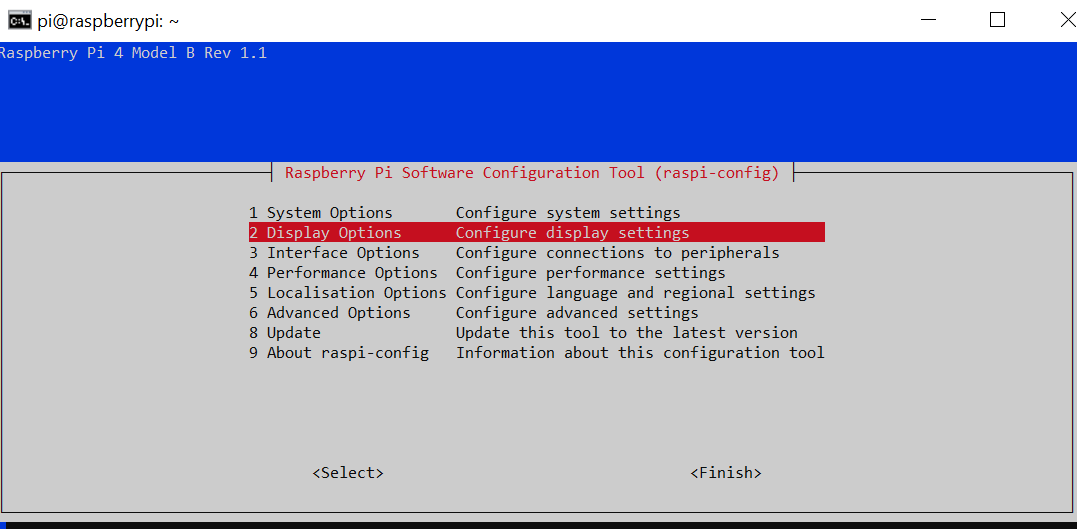 pi@raspberrypi: ~
Raspberry Pi 4 Model B Rev 1.1
Raspberry Pi Software Configuration Tool (raspi-config)
1 System Options       Configure system settings
2 Display Options      Configure display settings
3 Interface Options    Configure connections to peripherals
4 Performance Options  Configure performance settings
5 Localisation Options Configure language and regional settings
6 Advanced Options     Configure advanced settings
8 Update               Update this tool to the latest version
9 About raspi-config   Information about this configuration tool
<Select>                                  <Finish>